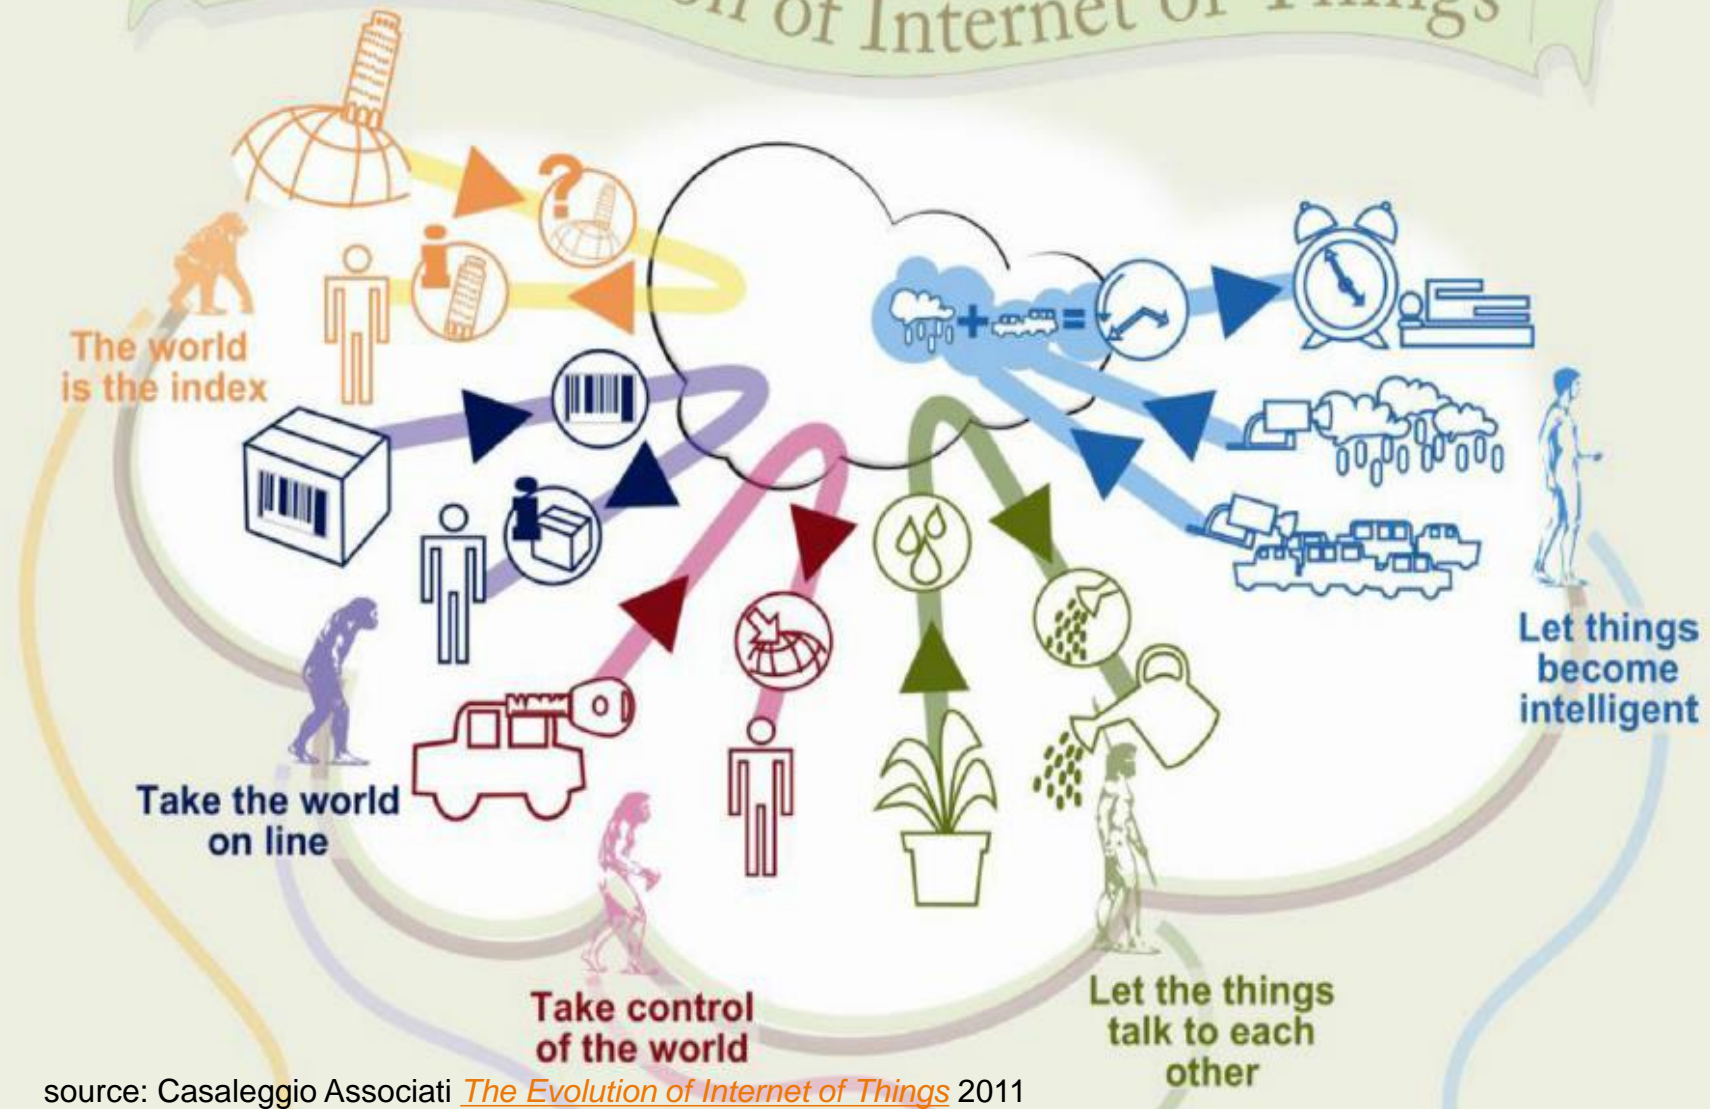 of Internet of Things
The world
is the index
Take the world
on line
Take control
of the world
Let the things
talk to each
other
Let things
become
intelligent
source: Casaleggio Associati The Evolution of Internet of Things 2011